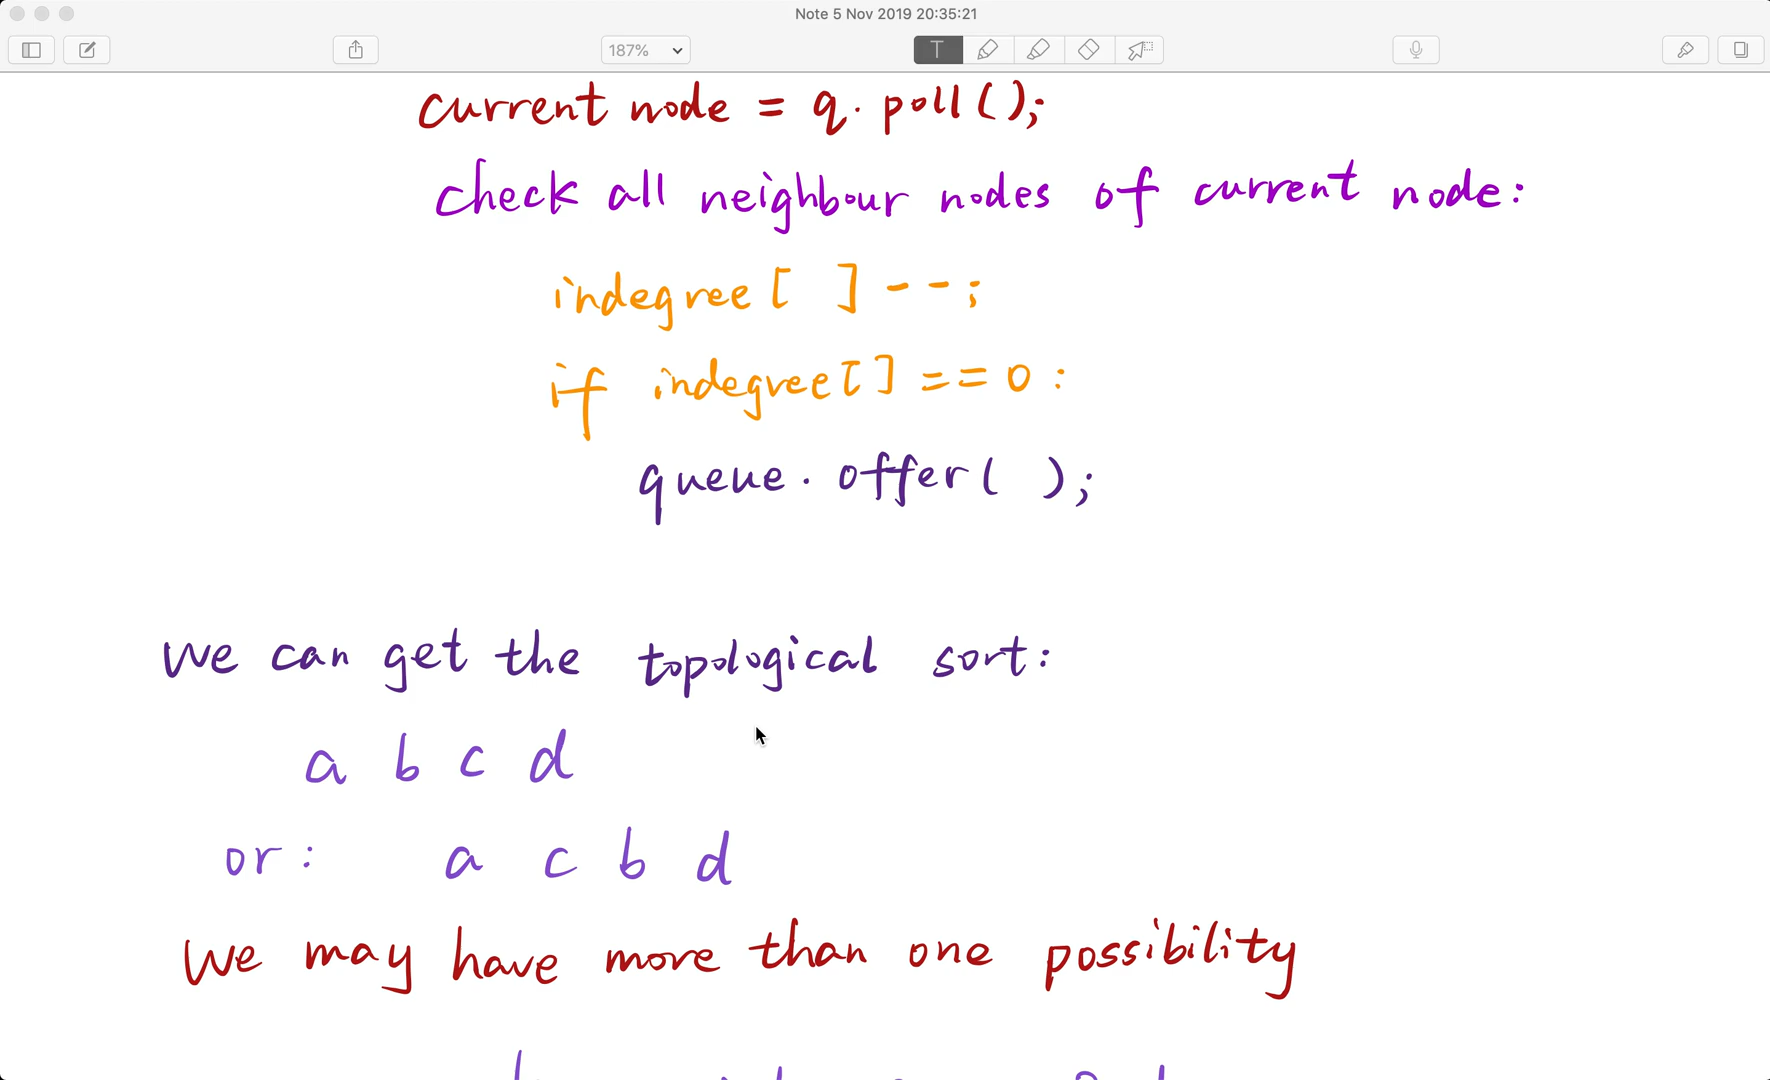 Note 5 Nov 2019 20:35:21
187%
T
current node = q.poll();
check all neighbour nodes of current node:
indegree[ ]--;
if indegree[] == 0 :
queue.offer( );
we can get the topological sort:
a b c d
or: a c b d
We may have more than one possibility